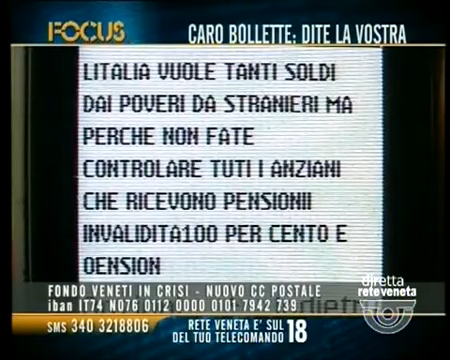 FOCUS
CARO BOLLETTE: DITE LA VOSTRA
LITALIA VUOLE TANTI SOLDI
DAI POVERI DA STRANIERI MA
PERCHE NON FATE
CONTROLARE TUTI I ANZIANI
CHE RICEVONO PENSIONII
INVALIDITA100 PER CENTO E
OENSION
FONDO VENETI IN CRISI - NUOVO CC POSTALE
iban IT74 N076 0112 0000 0101 7942 739
diretta
reteveneta
SMS 340 3218806
RETE VENETA E' SUL 18
DEL TUO TELECOMANDO